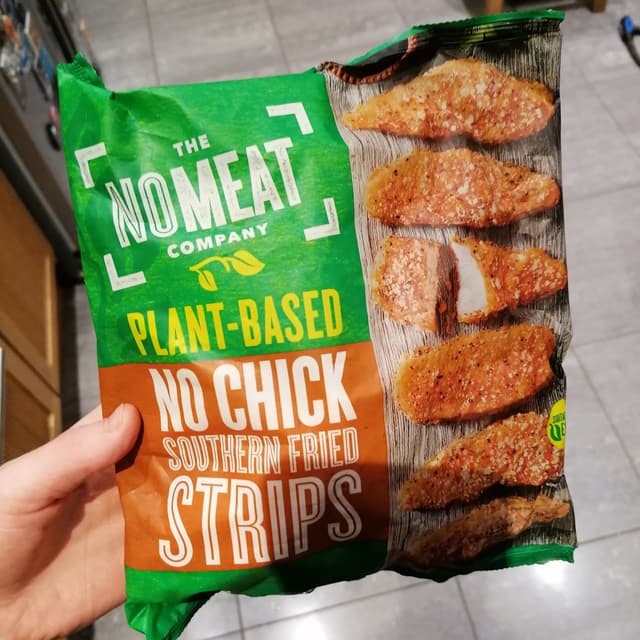 THE
NOMEAT
COMPANY
PLANT-BASED
NO CHICK
SOUTHERN FRIED
STRIPS